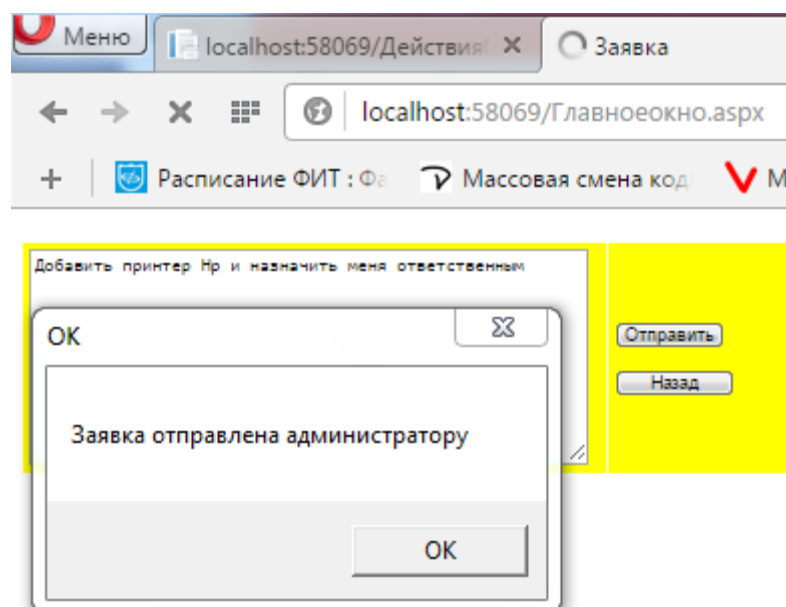 Меню
localhost:58069/Действия
Заявка
localhost:58069/Главноеокно.aspx
Расписание ФИТ : Фа
Массовая смена код
М
Добавить принтер Hp и назначить меня ответственным
OK
Заявка отправлена администратору
OK
Отправить
Назад